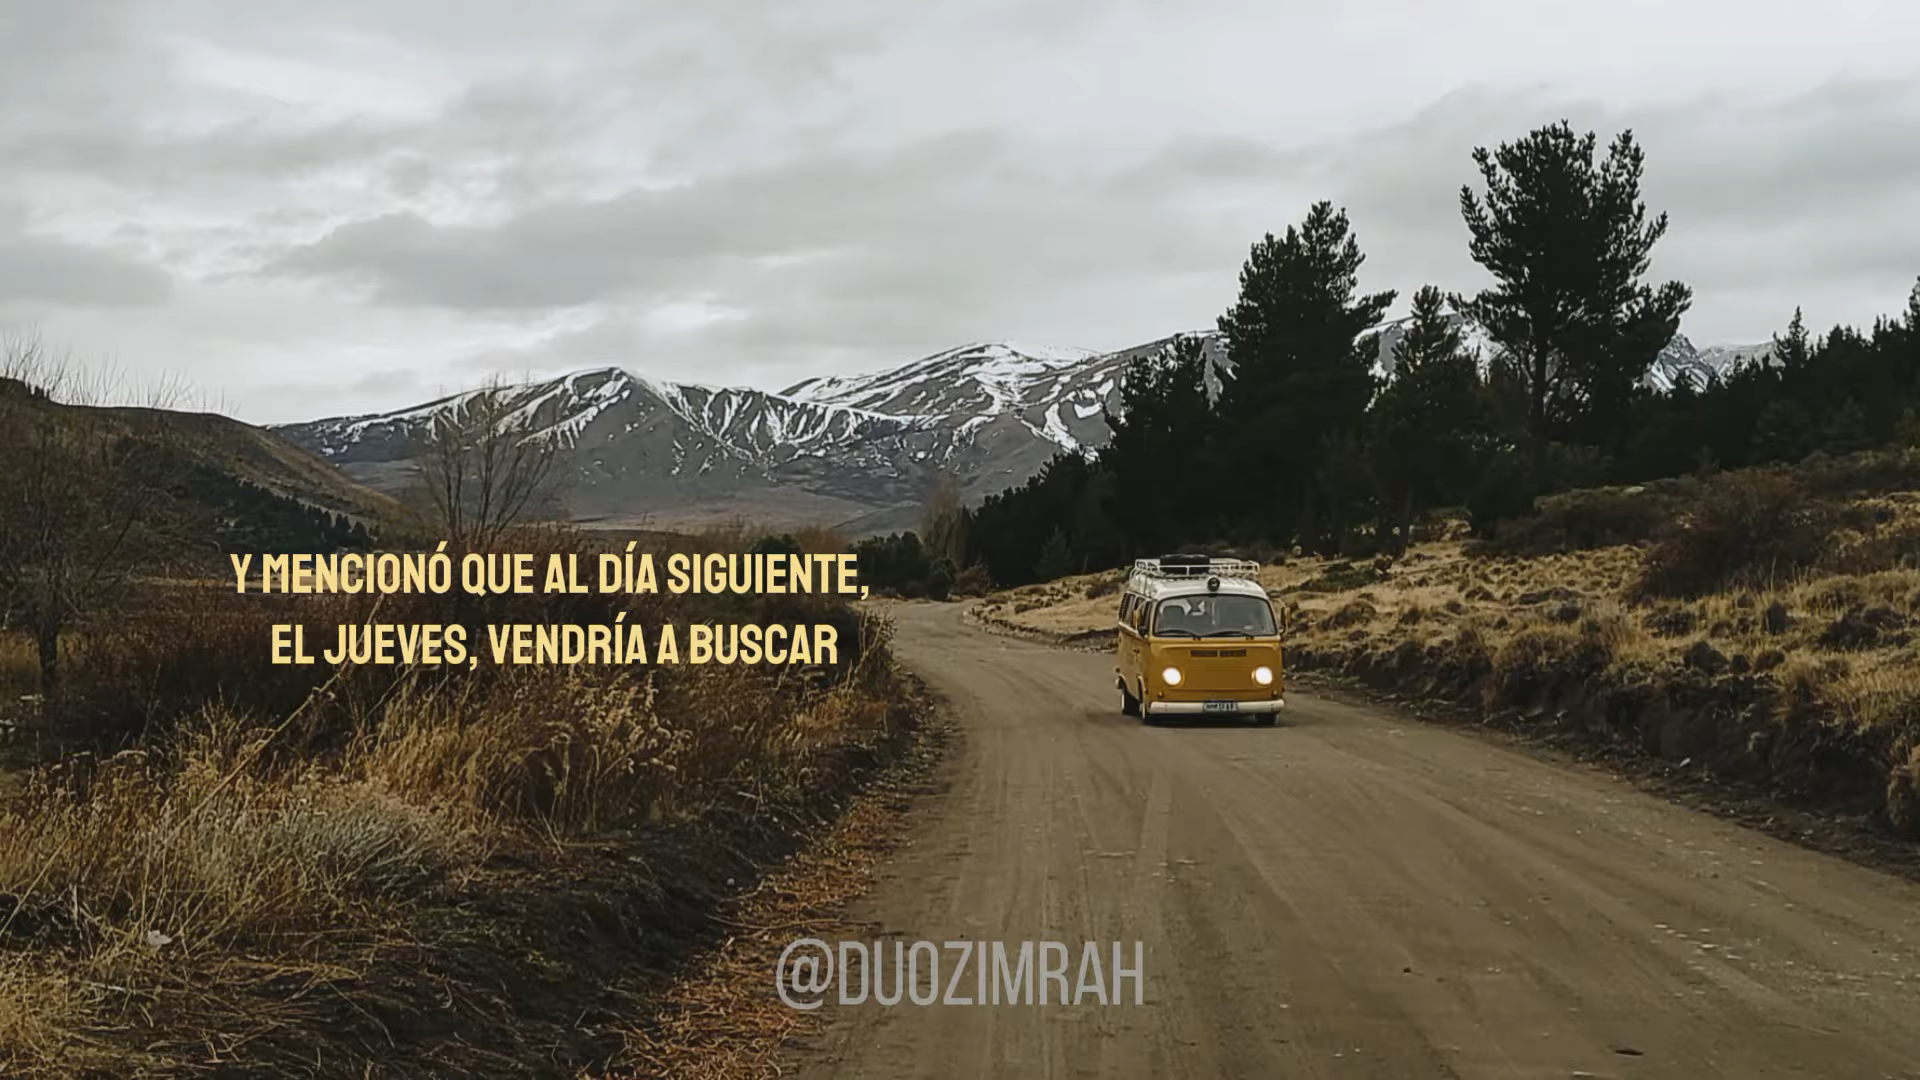 Y MENCIONÓ QUE AL DÍA SIGUIENTE,
EL JUEVES, VENDRÍA A BUSCAR
@DUOZIMRAH